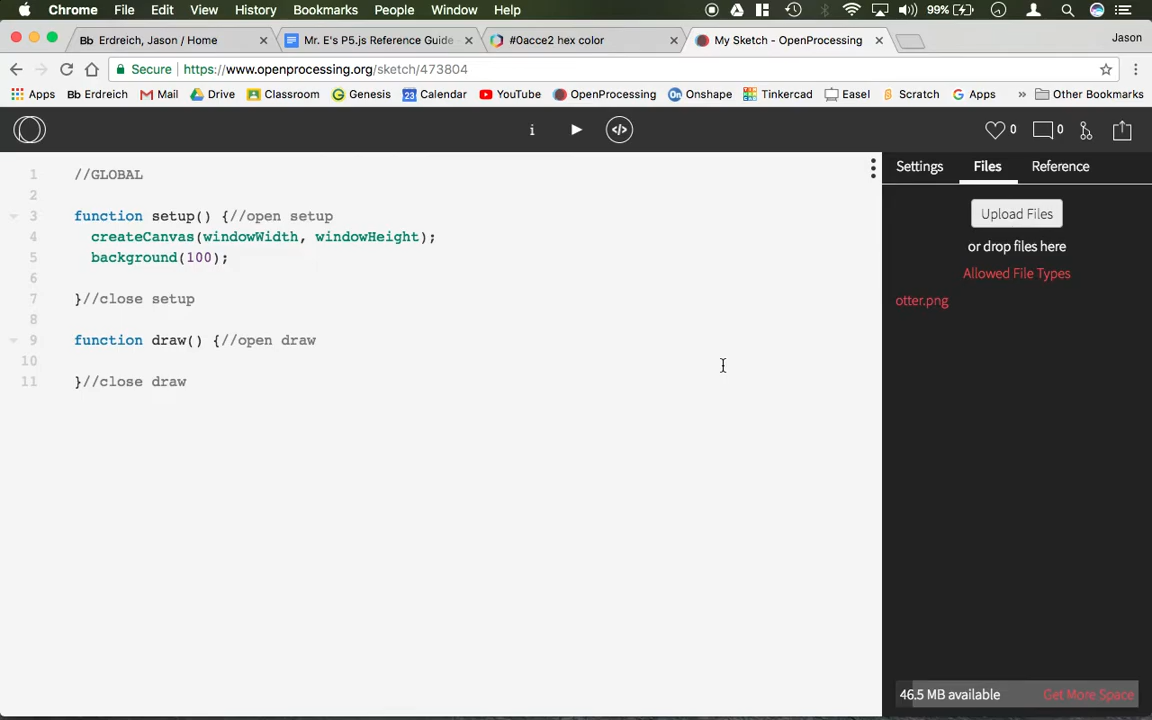 Chrome File Edit View History Bookmarks People Window Help 99%
Bb Erdreich, Jason / Home Mr. E's P5.js Reference Guide #0acce2 hex color My Sketch - OpenProcessing Jason
Secure https://www.openprocessing.org/sketch/473804
Apps Bb Erdreich Mail Drive Classroom Genesis 23 Calendar YouTube OpenProcessing On Onshape Tinkercad Easel Scratch Apps » Other Bookmarks
i </> 0 0
Settings Files Reference
1 //GLOBAL
2
3 function setup() {//open setup
4 createCanvas(windowWidth, windowHeight);
5 background(100);
6
7 }//close setup
8
9 function draw() {//open draw
10
11 }//close draw
Upload Files
or drop files here
Allowed File Types
otter.png
46.5 MB available Get More Space